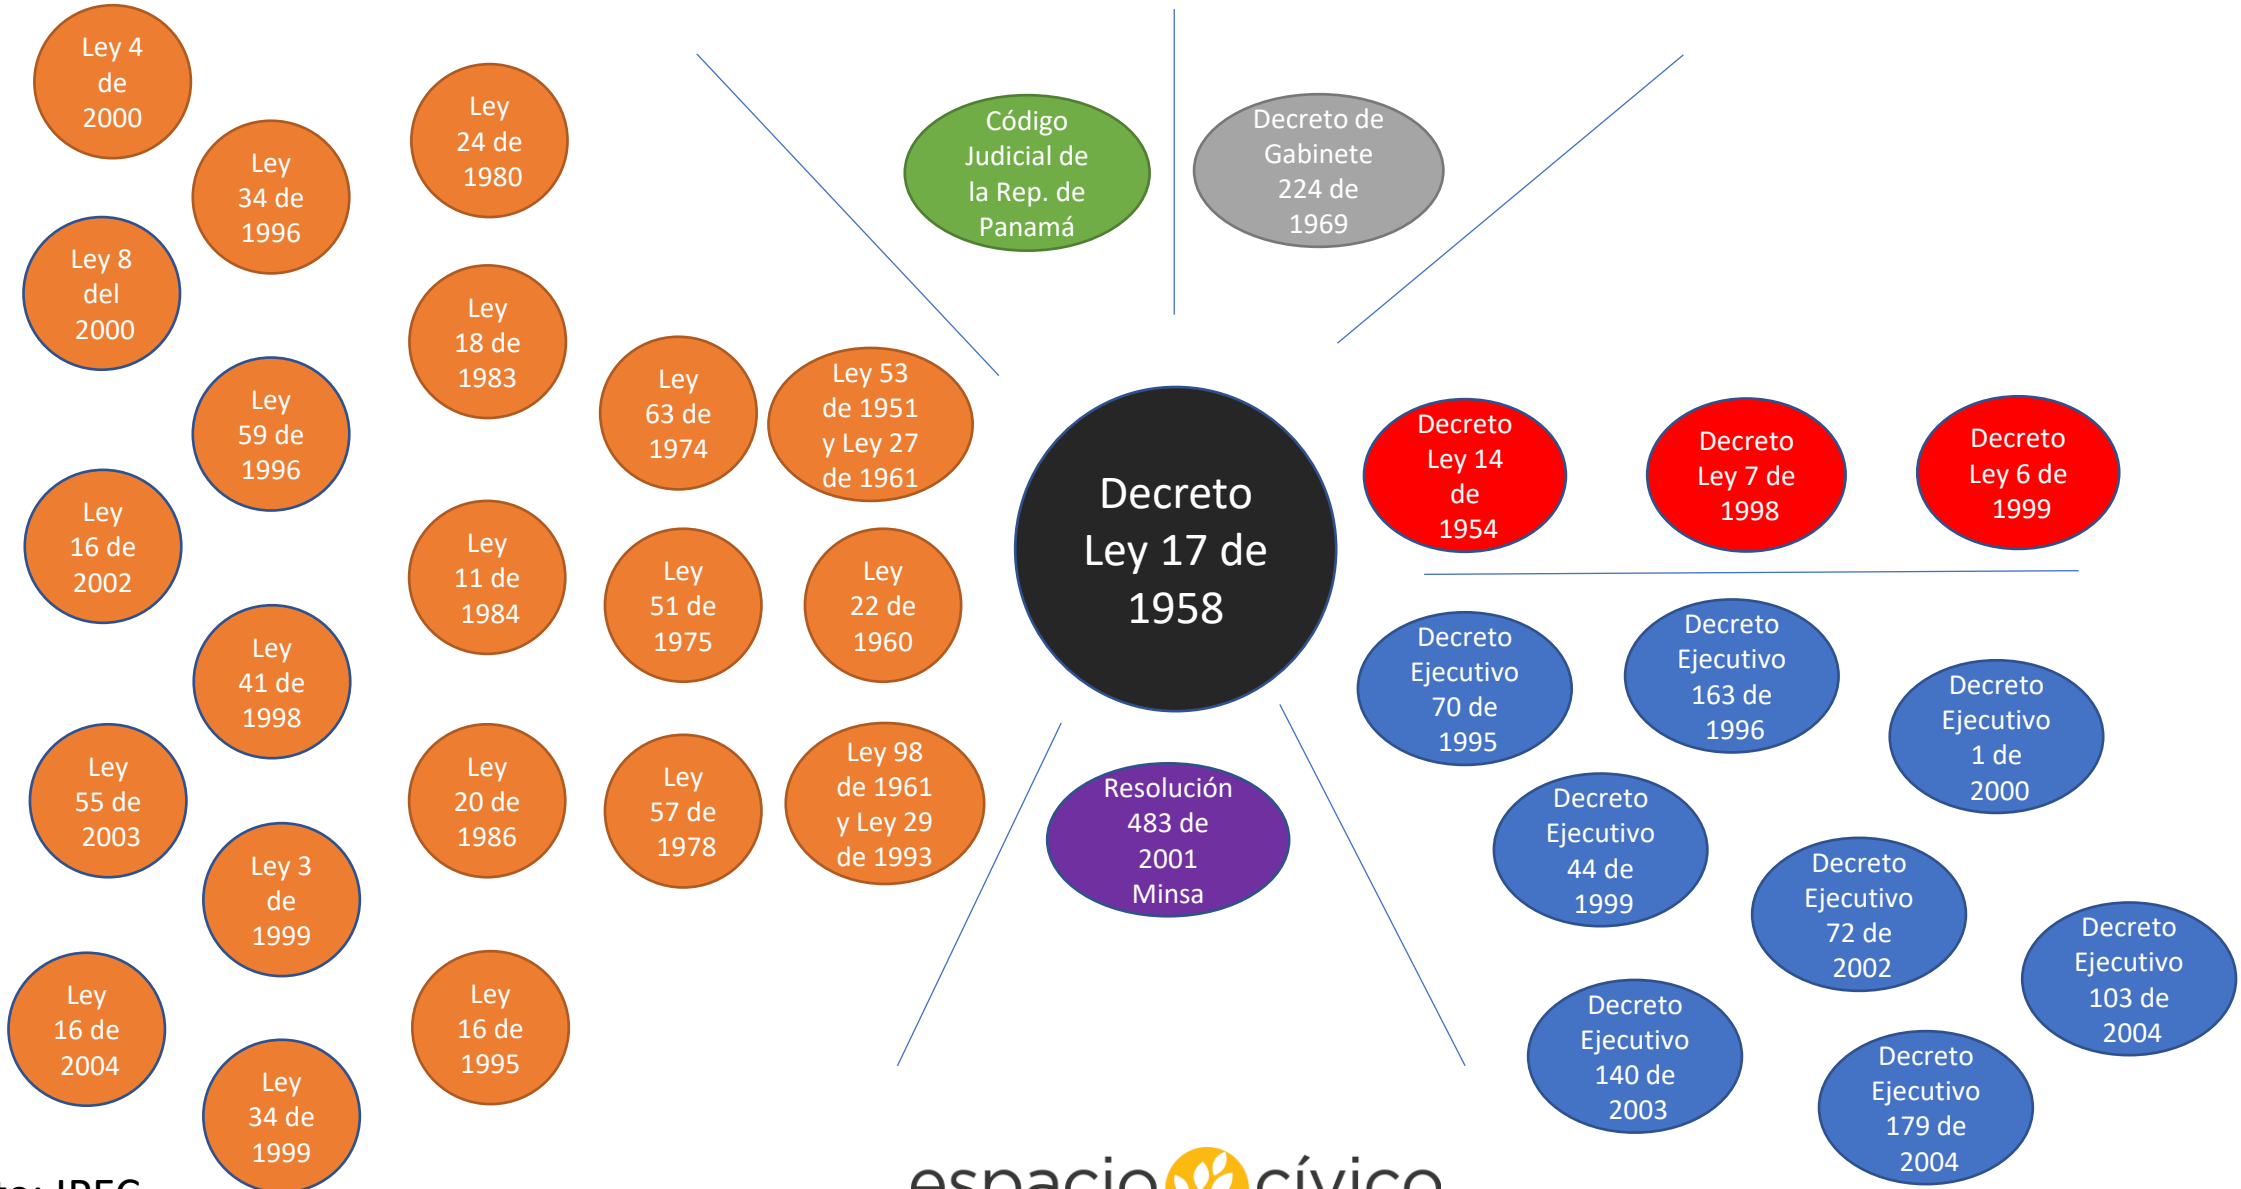 Ley 4
de
2000
Ley
34 de
1996
Ley
24 de
1980
Código
Judicial de
la Rep. de
Panamá
Decreto de
Gabinete
224 de
1969
Ley 8
del
2000
Ley
18 de
1983
Ley
59 de
1996
Ley
63 de
1974
Ley 53
de 1951
y Ley 27
de 1961
Decreto
Ley 17 de
1958
Decreto
Ley 14
de
1954
Decreto
Ley 7 de
1998
Decreto
Ley 6 de
1999
Ley
16 de
2002
Ley
11 de
1984
Ley
51 de
1975
Ley
22 de
1960
Ley
41 de
1998
Decreto
Ejecutivo
70 de
1995
Decreto
Ejecutivo
163 de
1996
Decreto
Ejecutivo
1 de
2000
Ley
55 de
2003
Ley
20 de
1986
Ley
57 de
1978
Ley 98
de 1961
y Ley 29
de 1993
Resolución
483 de
2001
Minsa
Decreto
Ejecutivo
44 de
1999
Decreto
Ejecutivo
72 de
2002
Decreto
Ejecutivo
103 de
2004
Ley 3
de
1999
Ley
16 de
2004
Ley
34 de
1999
Ley
16 de
1995
Decreto
Ejecutivo
140 de
2003
Decreto
Ejecutivo
179 de
2004
espacio cívico